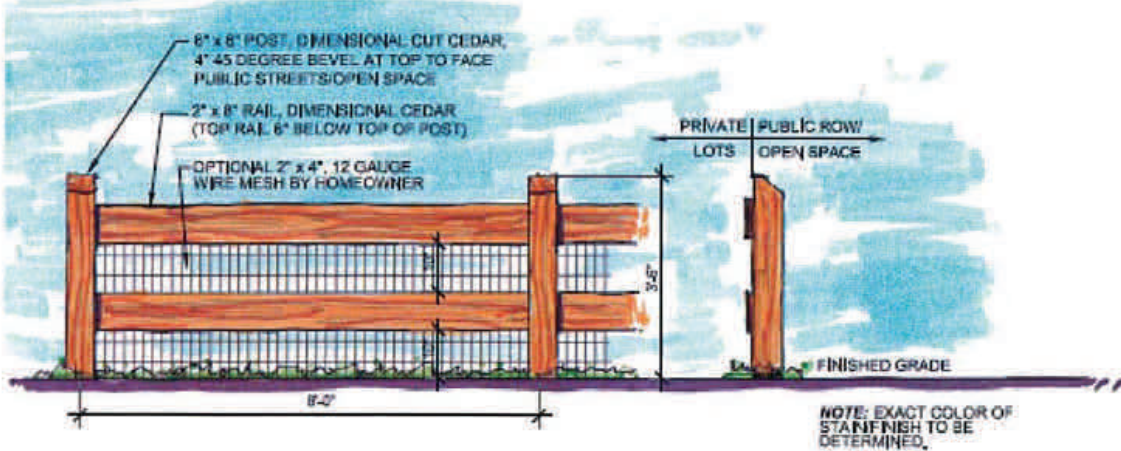 6" x 6" POST, DIMENSIONAL CUT CEDAR,
4" 45 DEGREE BEVEL AT TOP TO FACE
PUBLIC STREETS/OPEN SPACE
2" x 8" RAIL, DIMENSIONAL CEDAR
(TOP RAIL 6" BELOW TOP OF POST)
OPTIONAL 2" x 4", 12 GAUGE
WIRE MESH BY HOMEOWNER
PRIVATE
LOTS
PUBLIC ROW/
OPEN SPACE
10"
3'-6"
10"
FINISHED GRADE
8'-0"
NOTE: EXACT COLOR OF
STAIN/FINISH TO BE
DETERMINED.